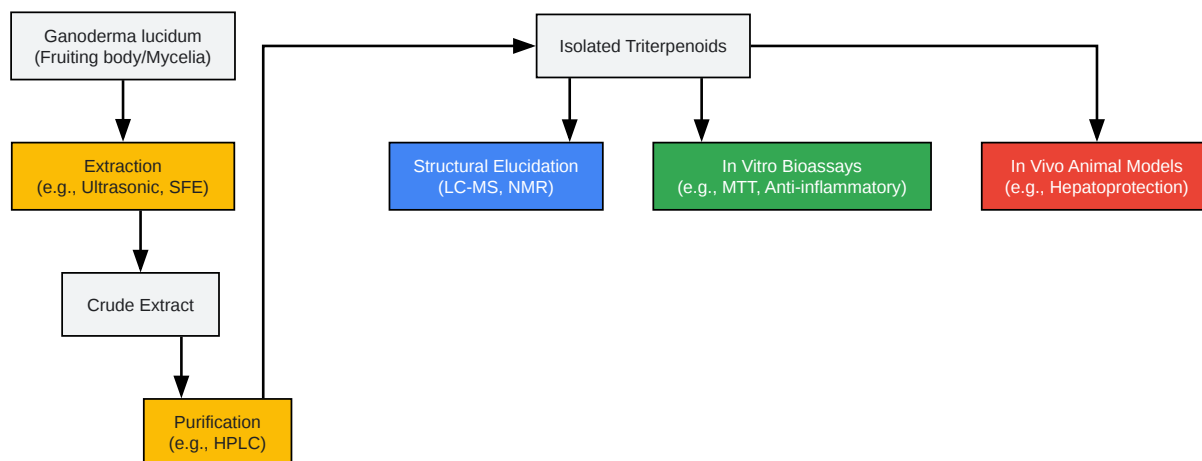 Ganoderma lucidum
(Fruiting body/Mycelia)
Extraction
(e.g., Ultrasonic, SFE)
Crude Extract
Purification
(e.g., HPLC)
Isolated Triterpenoids
Structural Elucidation
(LC-MS, NMR)
In Vitro Bioassays
(e.g., MTT, Anti-inflammatory)
In Vivo Animal Models
(e.g., Hepatoprotection)